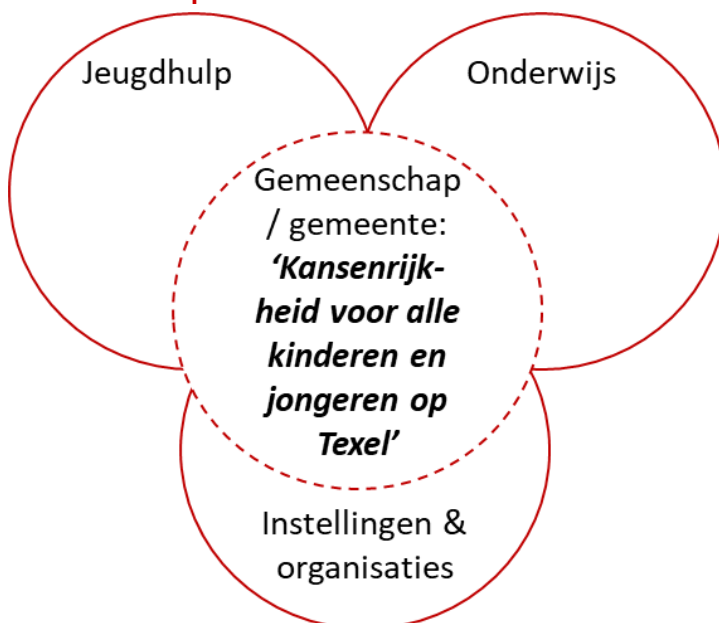 Jeugdhulp
Onderwijs
Gemeenschap
/ gemeente:
‘Kansenrijk-
heid voor alle
kinderen en
jongeren op
Texel’
Instellingen &
organisaties